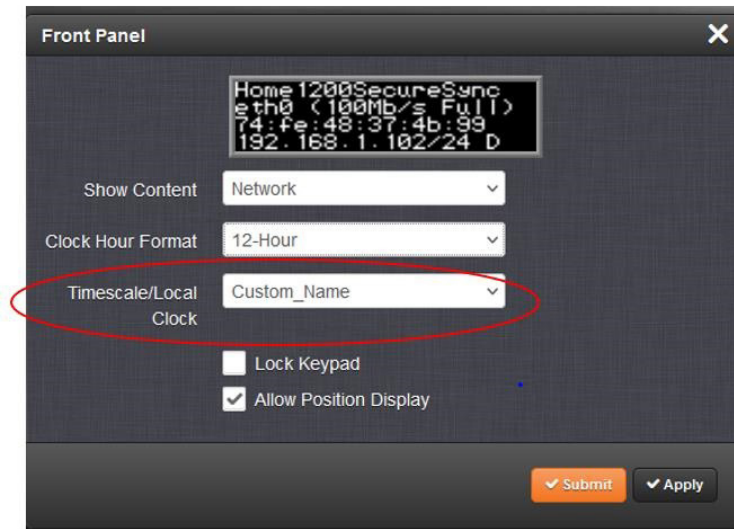 Front Panel
Home1200SecureSync
eth0 (100Mb/s Full)
74:fe:48:37:4b:99
192.168.1.102/24 D
Show Content Network
Clock Hour Format 12-Hour
Timescale/Local Custom_Name
Clock
Lock Keypad
Allow Position Display
Submit Apply